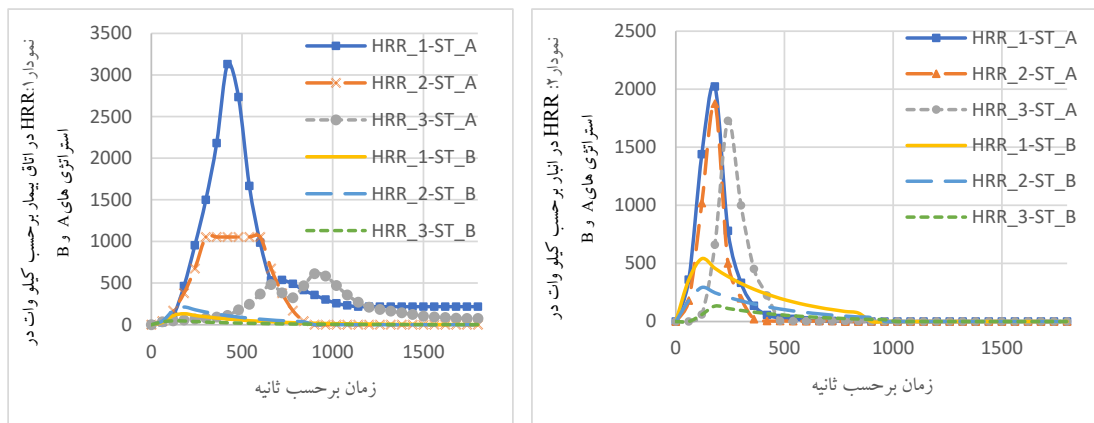 نمودار ۱: HRR در اتاق بیمار برحسب کیلو وات در
استراتژی های A و B
3500
3000
2500
2000
1500
1000
500
0
0 500 1000 1500
زمان برحسب ثانیه
HRR_1-ST_A
HRR_2-ST_A
HRR_3-ST_A
HRR_1-ST_B
HRR_2-ST_B
HRR_3-ST_B
نمودار ۲: HRR در انبار برحسب کیلو وات در
استراتژی های A و B
2500
2000
1500
1000
500
0
0 500 1000 1500
زمان برحسب ثانیه
HRR_1-ST_A
HRR_2-ST_A
HRR_3-ST_A
HRR_1-ST_B
HRR_2-ST_B
HRR_3-ST_B